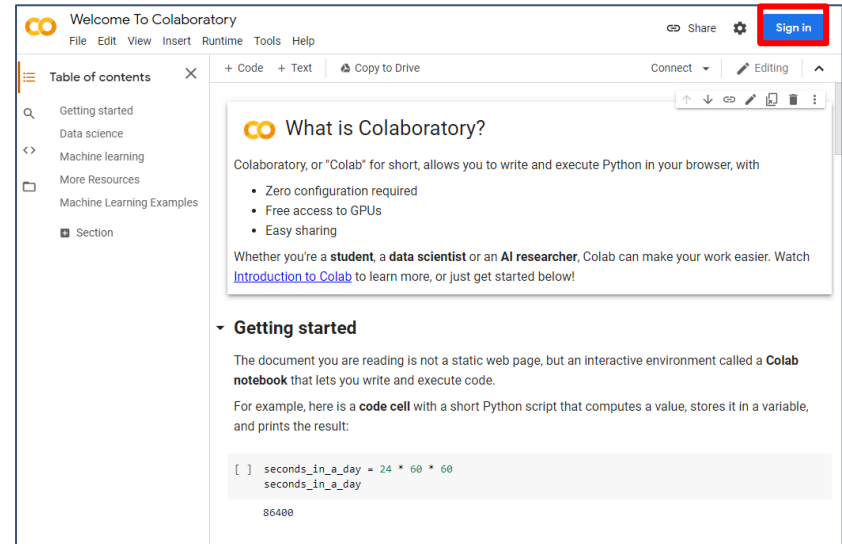 Welcome To Colaboratory
File Edit View Insert Runtime Tools Help
Share
Sign in
Table of contents
Getting started
Data science
Machine learning
More Resources
Machine Learning Examples
Section
+ Code + Text Copy to Drive
Connect Editing
What is Colaboratory?
Colaboratory, or "Colab" for short, allows you to write and execute Python in your browser, with
• Zero configuration required
• Free access to GPUs
• Easy sharing
Whether you're a student, a data scientist or an AI researcher, Colab can make your work easier. Watch
Introduction to Colab to learn more, or just get started below!
Getting started
The document you are reading is not a static web page, but an interactive environment called a Colab
notebook that lets you write and execute code.
For example, here is a code cell with a short Python script that computes a value, stores it in a variable,
and prints the result:
[ ] seconds_in_a_day = 24 * 60 * 60
seconds_in_a_day
86400